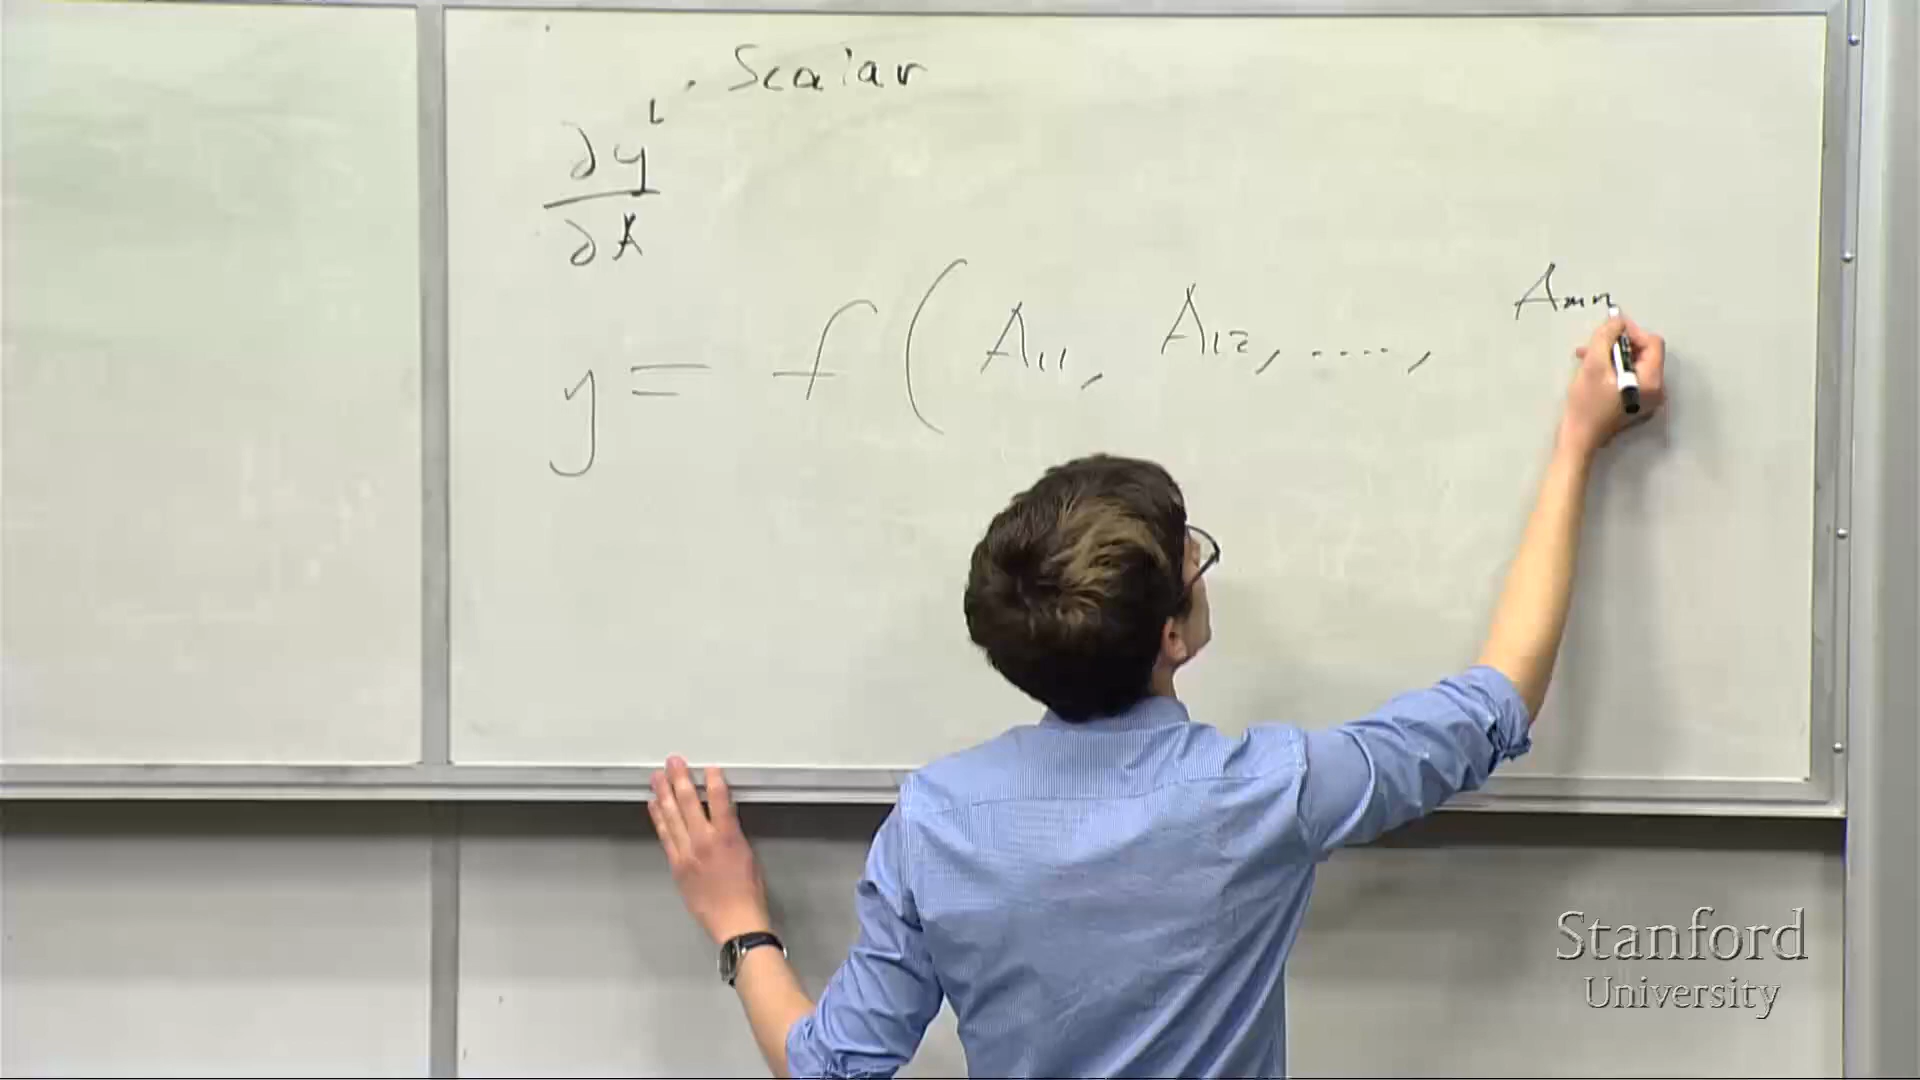 Scalar
∂y
∂A
y = f ( A11, A12, ...., Amn
Stanford
University